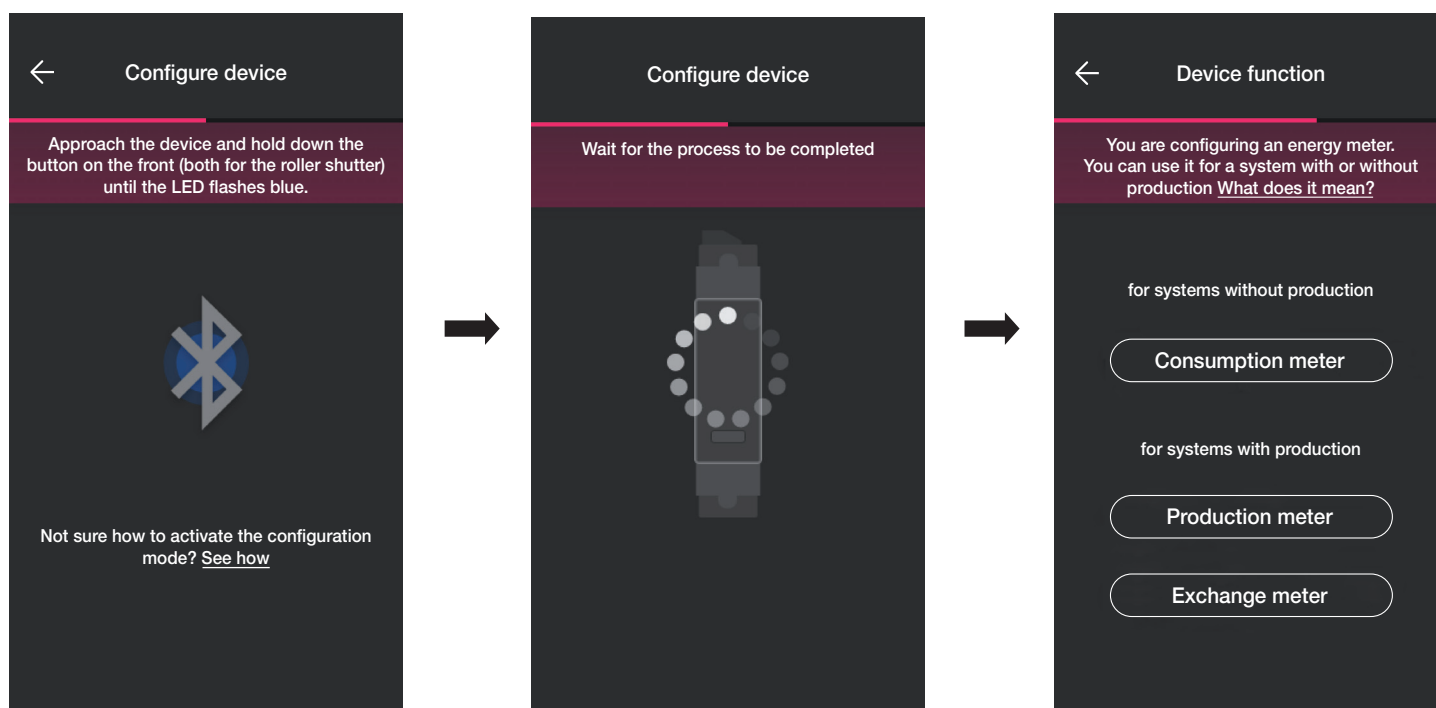 Configure device
Approach the device and hold down the
button on the front (both for the roller shutter)
until the LED flashes blue.
Not sure how to activate the configuration
mode? See how
Configure device
Wait for the process to be completed
Device function
You are configuring an energy meter.
You can use it for a system with or without
production What does it mean?
for systems without production
Consumption meter
for systems with production
Production meter
Exchange meter